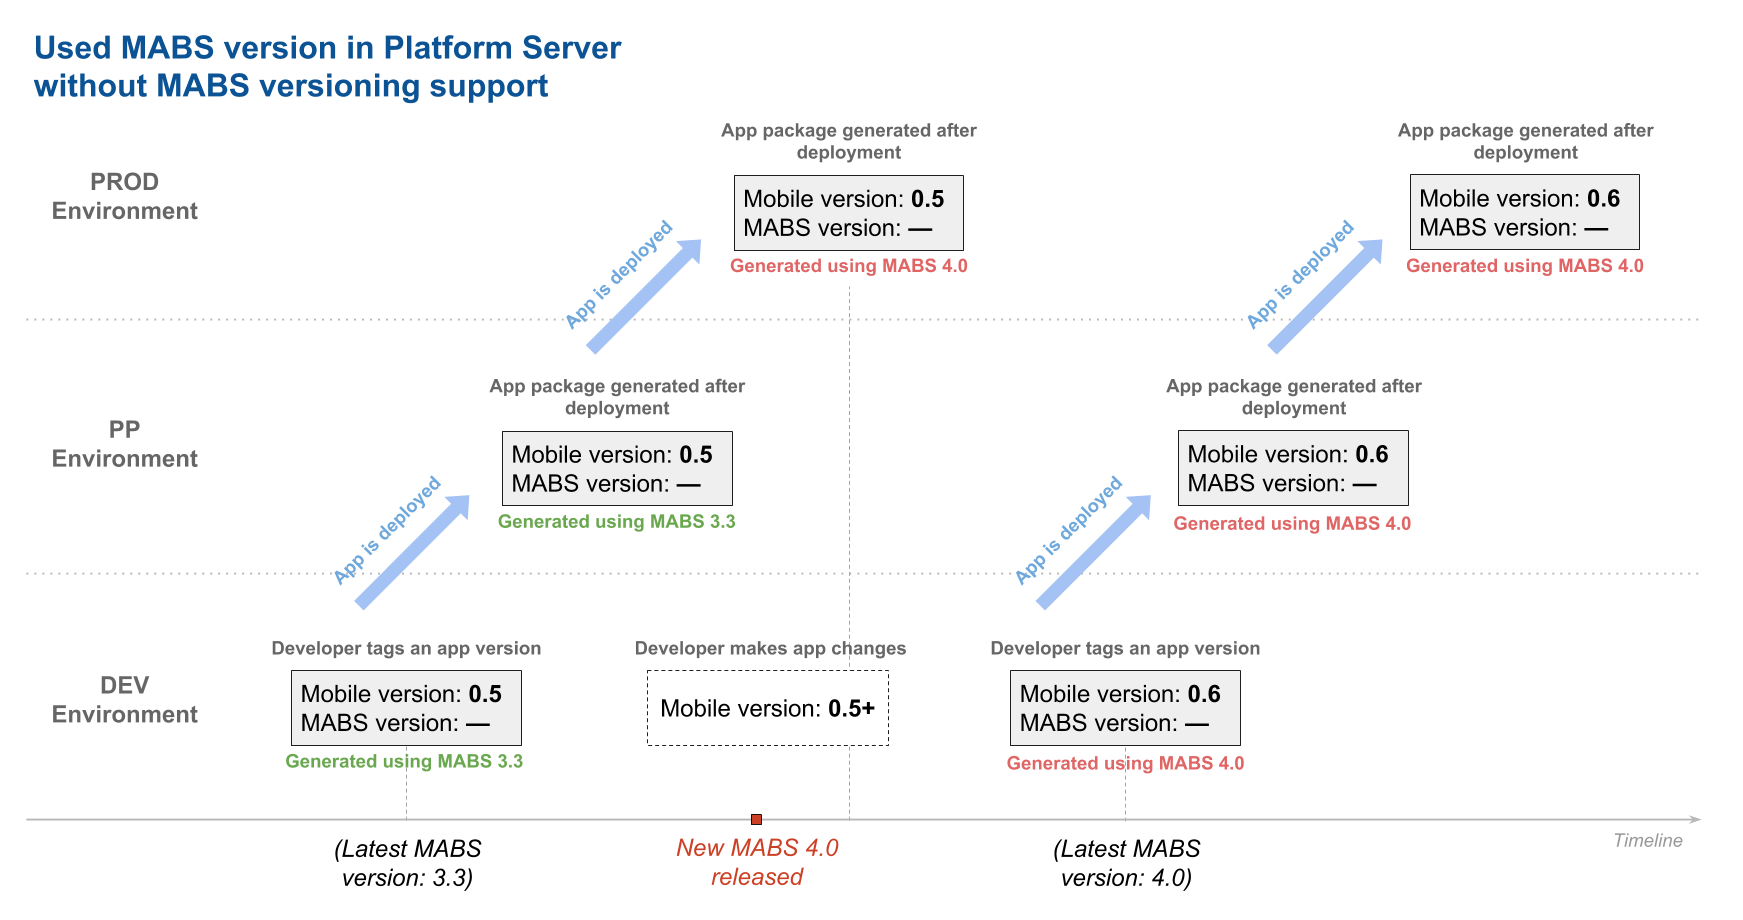 Used MABS version in Platform Server
without MABS versioning support
App package generated after
deployment
Mobile version: 0.5
MABS version: —
Generated using MABS 4.0
App package generated after
deployment
Mobile version: 0.6
MABS version: —
Generated using MABS 4.0
PROD
Environment
App is deployed
App is deployed
App package generated after
deployment
Mobile version: 0.5
MABS version: —
Generated using MABS 3.3
App package generated after
deployment
Mobile version: 0.6
MABS version: —
Generated using MABS 4.0
PP
Environment
App is deployed
App is deployed
Developer tags an app version
Mobile version: 0.5
MABS version: —
Generated using MABS 3.3
Developer makes app changes
Mobile version: 0.5+
Developer tags an app version
Mobile version: 0.6
MABS version: —
Generated using MABS 4.0
DEV
Environment
(Latest MABS
version: 3.3)
New MABS 4.0
released
(Latest MABS
version: 4.0)
Timeline